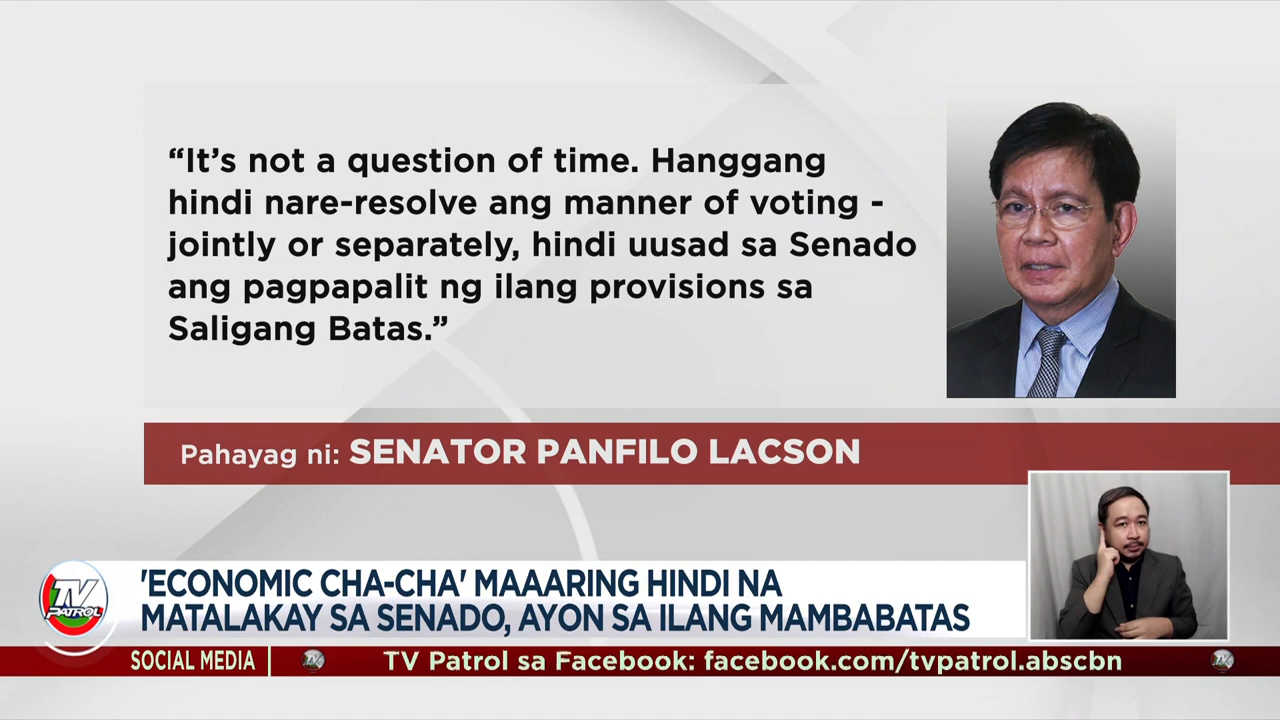 “It’s not a question of time. Hanggang
hindi nare-resolve ang manner of voting -
jointly or separately, hindi uusad sa Senado
ang pagpapalit ng ilang provisions sa
Saligang Batas.”
Pahayag ni: SENATOR PANFILO LACSON
TV PATROL
'ECONOMIC CHA-CHA' MAAARING HINDI NA
MATALAKAY SA SENADO, AYON SA ILANG MAMBABATAS
SOCIAL MEDIA TV Patrol sa Facebook: facebook.com/tvpatrol.abscbn